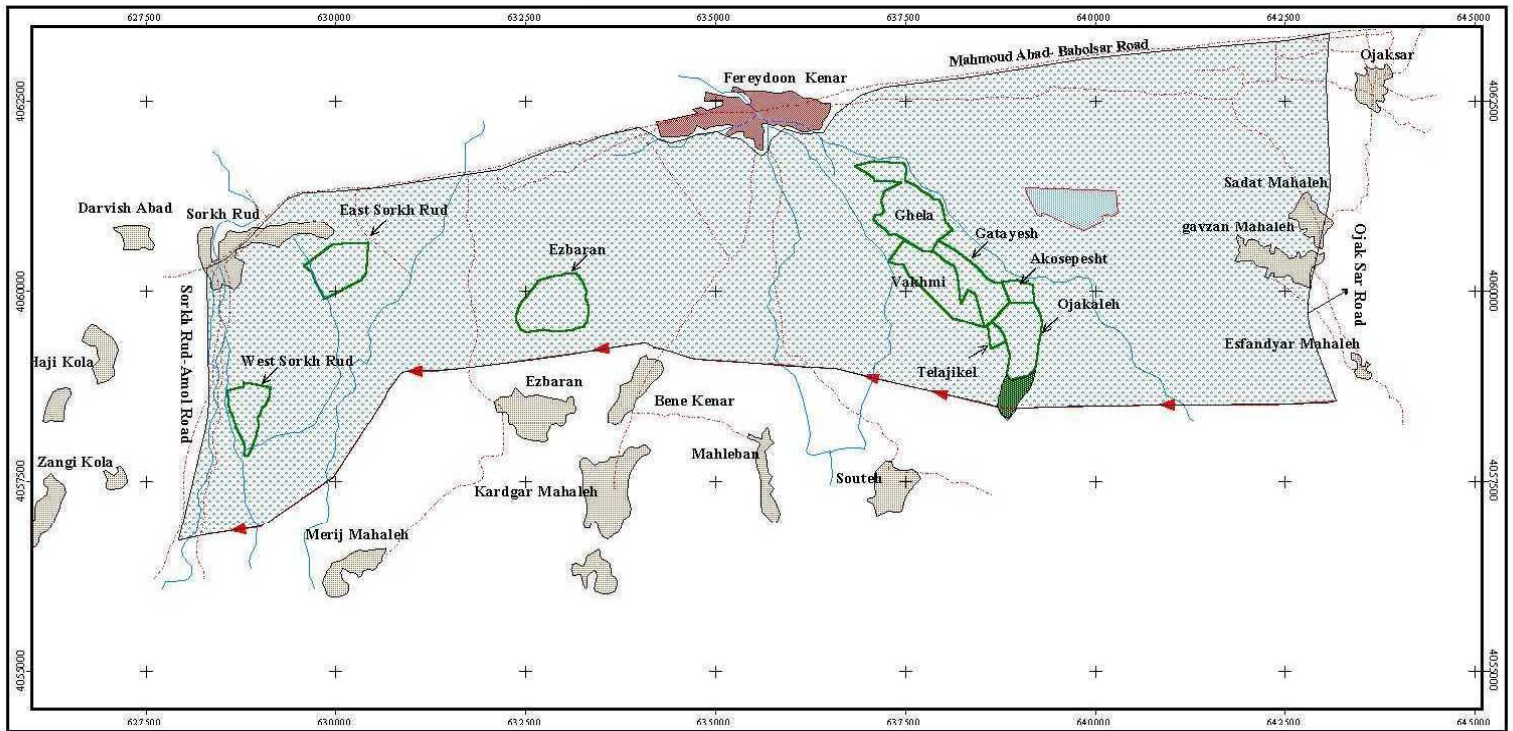 627500 630000 632500 635000 637500 640000 642500 645000
Mahmoud Abad- Babolsar Road
Ojaksar
Fereydoon Kenar
4062500
4062500
Sadat Mahaleh
Darvish Abad
Sorkh Rud
East Sorkh Rud
Ghela
gavzan Mahaleh
Gatayesh
Ezbaran
Akosepesht
Vakhmi
4060000
4060000
Ojakaleh
Ojak Sar Road
Sorkh Rud- Amol Road
Haji Kola
West Sorkh Rud
Esfandyar Mahaleh
Telajikel
Ezbaran
Bene Kenar
Zangi Kola
Mahleban
Souteh
4057500
4057500
Kardgar Mahaleh
Merij Mahaleh
4055000
4055000
627500 630000 632500 635000 637500 640000 642500 645000